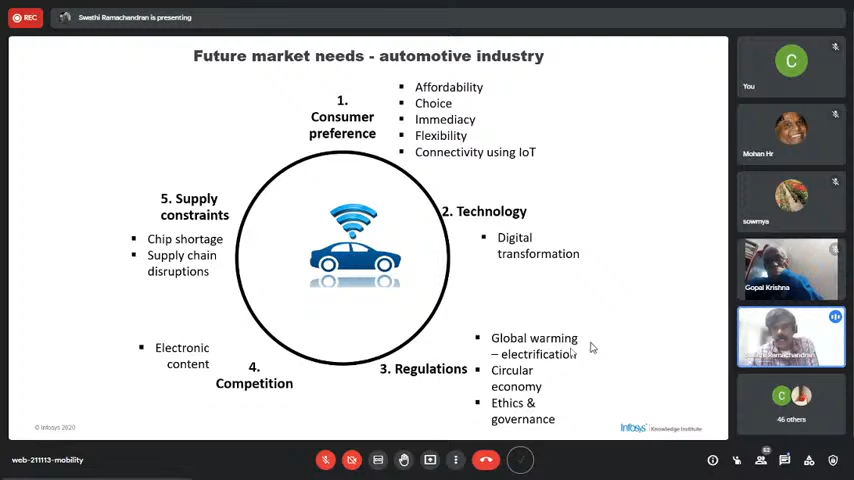 REC
Swathi Ramachandran is presenting
Future market needs - automotive industry
1.
Consumer
preference
▪ Affordability
▪ Choice
▪ Immediacy
▪ Flexibility
▪ Connectivity using IoT
2. Technology
▪ Digital
transformation
3. Regulations
▪ Global warming
– electrification
▪ Circular
economy
▪ Ethics &
governance
4.
Competition
▪ Electronic
content
5. Supply
constraints
▪ Chip shortage
▪ Supply chain
disruptions
© Infosys 2020
Infosys | Knowledge Institute
C
You
Mohan Hr
sowmya
Gopal Krishna
Swathi Ramachandran
C
46 others
web-211113-mobility